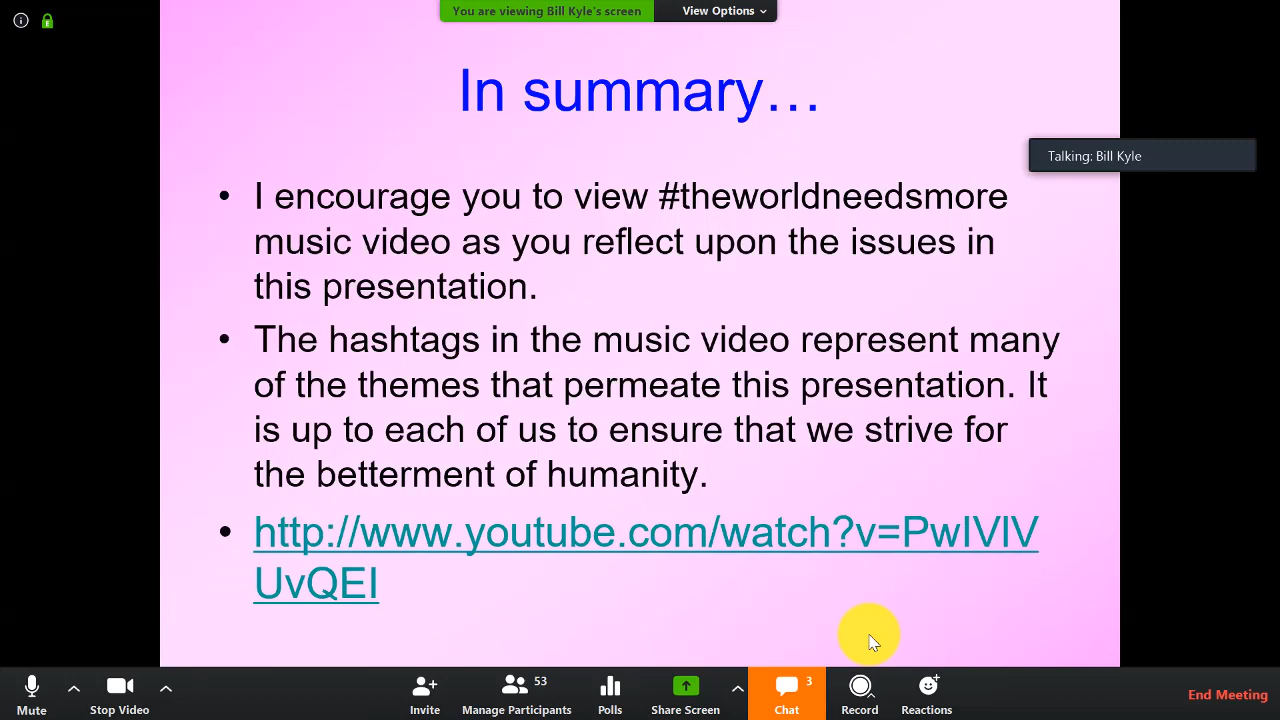 You are viewing Bill Kyle's screen View Options
In summary…
Talking: Bill Kyle
• I encourage you to view #theworldneedsmore
music video as you reflect upon the issues in
this presentation.
• The hashtags in the music video represent many
of the themes that permeate this presentation. It
is up to each of us to ensure that we strive for
the betterment of humanity.
• http://www.youtube.com/watch?v=PwIVlV
UvQEI
53
3
Mute Stop Video Invite Manage Participants Polls Share Screen Chat Record Reactions End Meeting